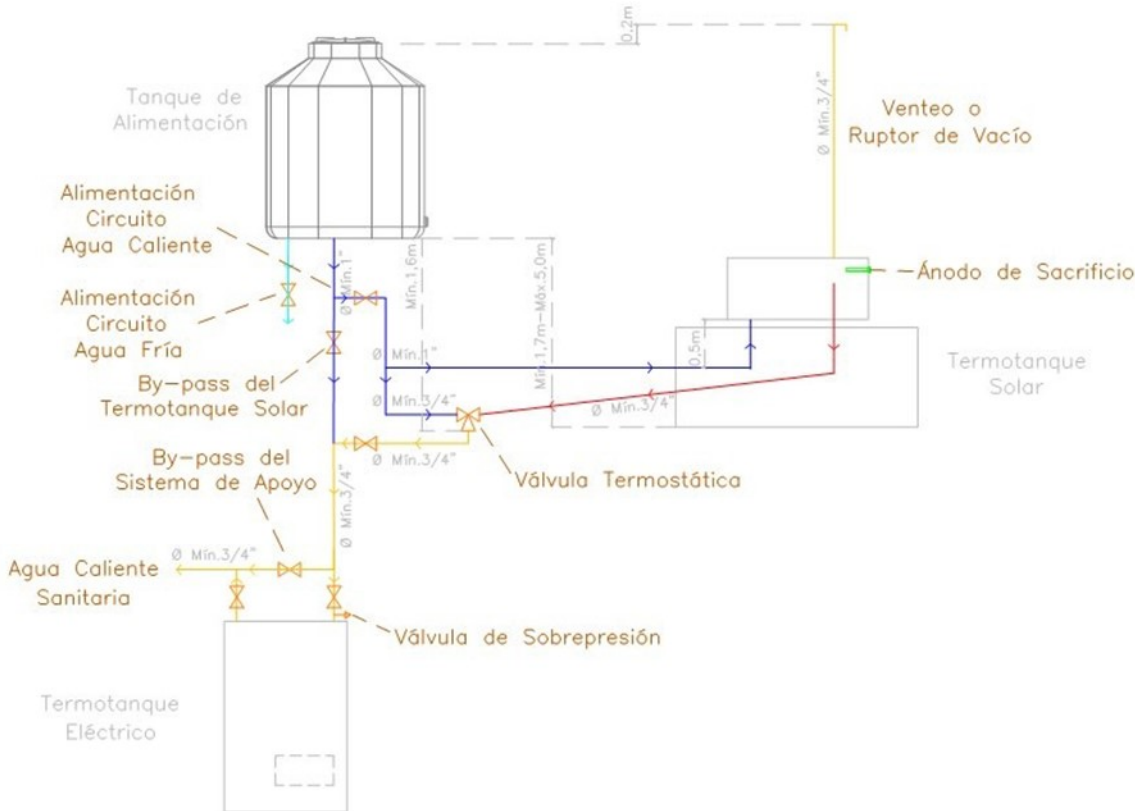 0,2m
Tanque de
Alimentación
Ø Mín.3/4"
Venteo o
Ruptor de Vacío
Alimentación
Circuito
Agua Caliente
Ø Mín.1"
Mín.1,6m
Mín.1,7m-Máx.5,0m
Ánodo de Sacrificio
Alimentación
Circuito
Agua Fría
Ø Mín.1"
0,5m
Termotanque
Solar
By-pass del
Termotanque Solar
Ø Mín.3/4"
Ø Mín.3/4"
By-pass del
Sistema de Apoyo
Ø Mín.3/4"
Válvula Termostática
Ø Mín.3/4"
Ø Mín.3/4"
Agua Caliente
Sanitaria
Válvula de Sobrepresión
Termotanque
Eléctrico